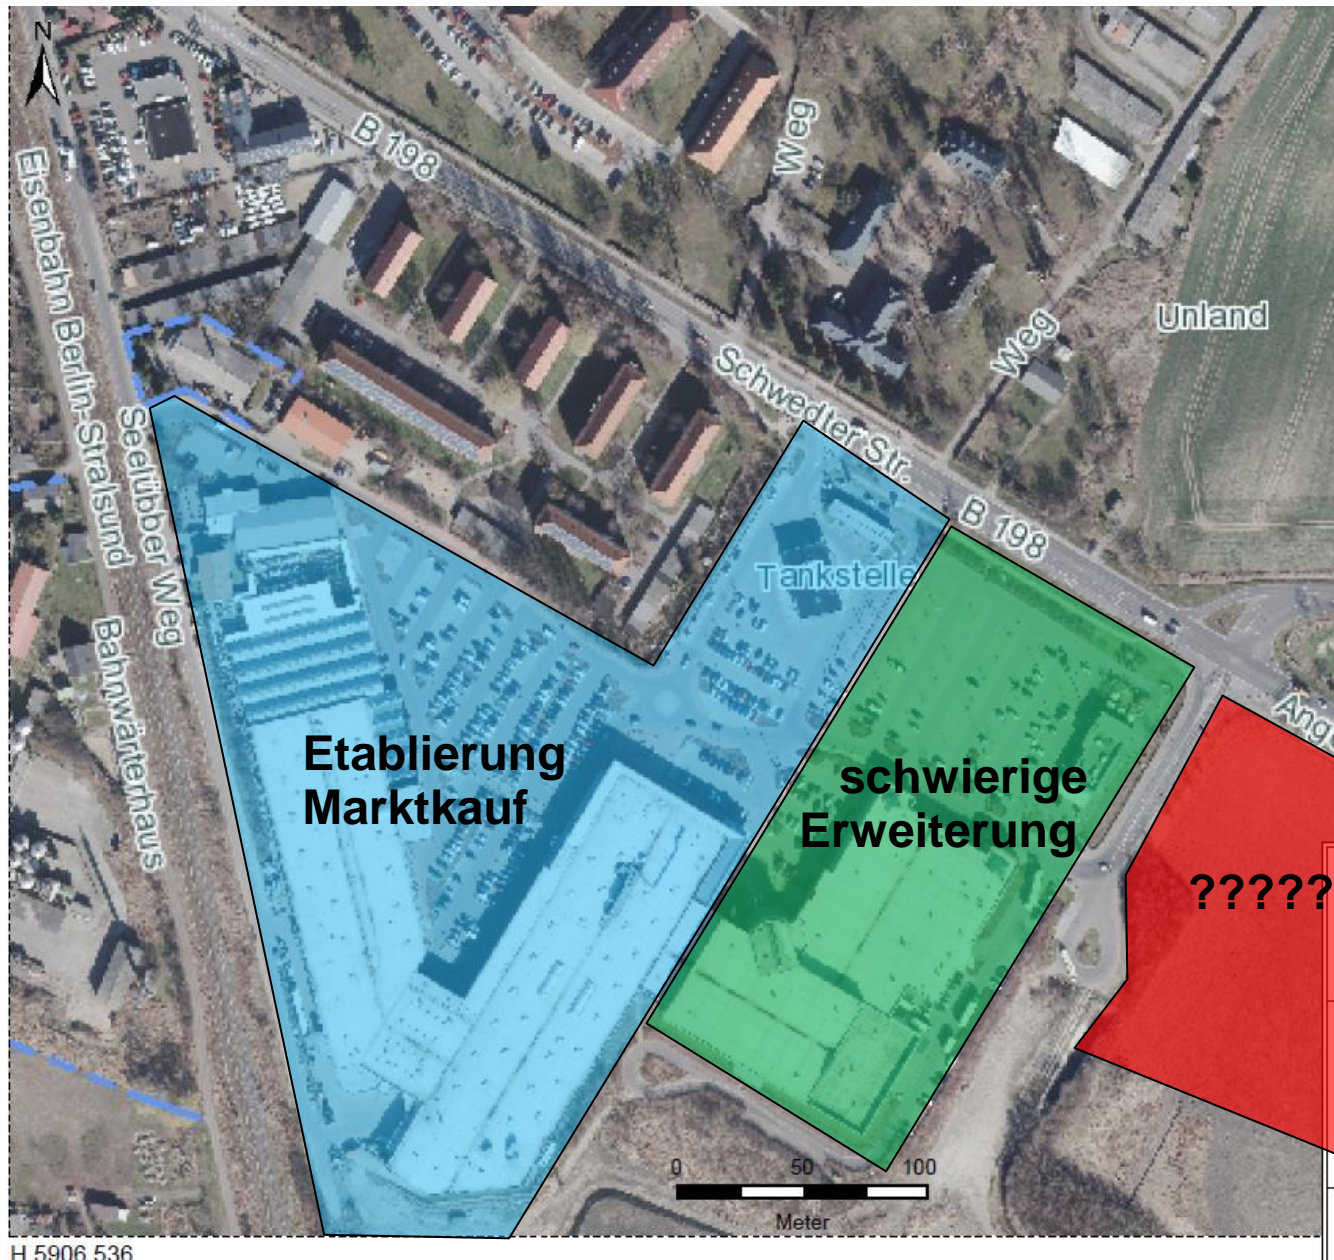 N
B 198
Weg
Eisenbahn Berlin-Stralsund
Unland
Weg
Schwedter Str.
Seelübber Weg
B 198
Tankstelle
Bahnwärterhaus
Etablierung
Marktkauf
schwierige
Erweiterung
?????
0 50 100
Meter
H 5906 536